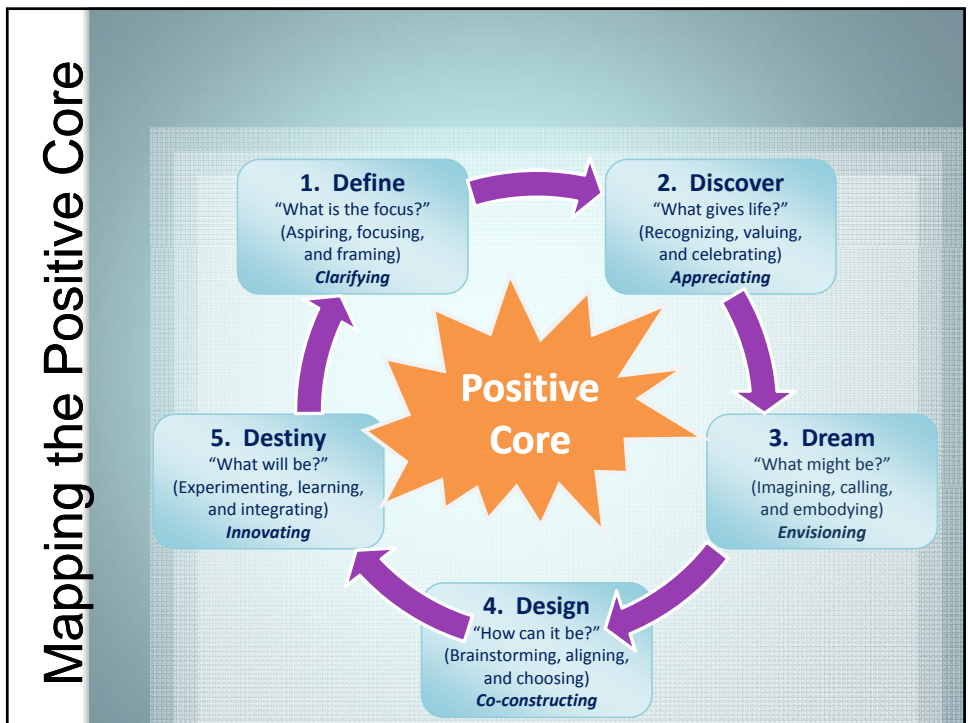 Mapping the Positive Core
1. Define
“What is the focus?”
(Aspiring, focusing,
and framing)
Clarifying
2. Discover
“What gives life?”
(Recognizing, valuing,
and celebrating)
Appreciating
3. Dream
“What might be?”
(Imagining, calling,
and embodying)
Envisioning
4. Design
“How can it be?”
(Brainstorming, aligning,
and choosing)
Co-constructing
5. Destiny
“What will be?”
(Experimenting, learning,
and integrating)
Innovating
Positive
Core